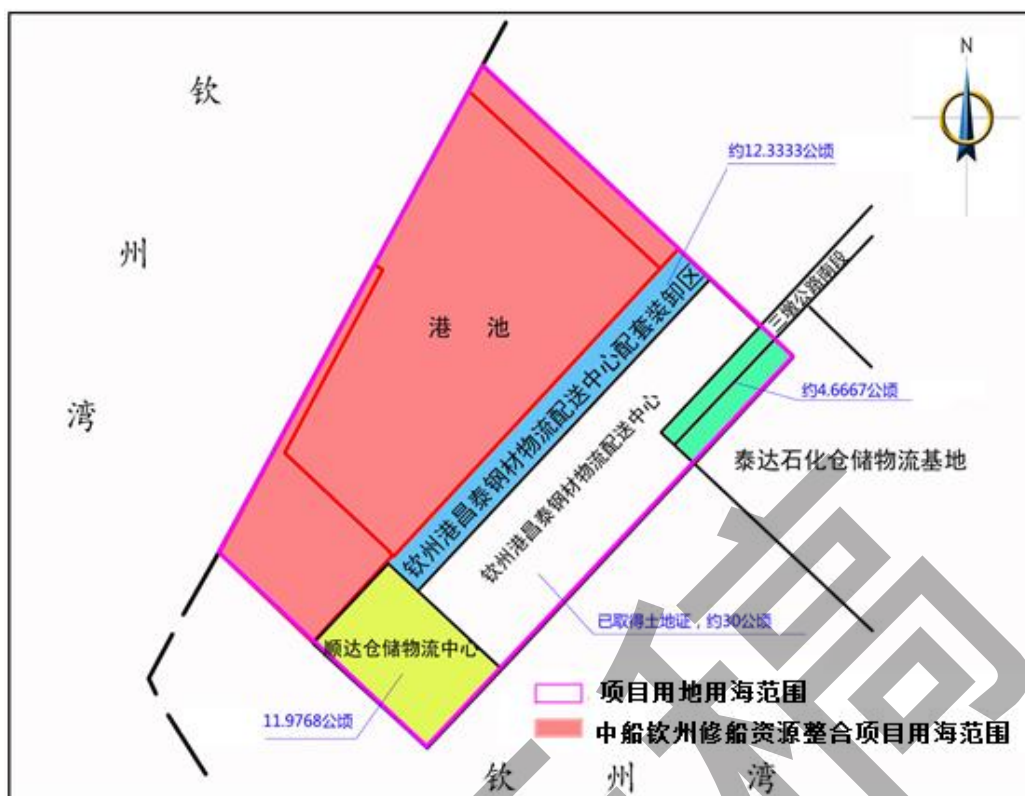 N
钦
州
湾
约12.3333公顷
三墩公路南段
港 池
钦州港昌泰钢材物流配送中心配套装卸区
约4.6667公顷
钦州港昌泰钢材物流配送中心
泰达石化仓储物流基地
已取得土地证，约30公顷
顺达仓储物流中心
11.9768公顷
项目用地用海范围
中船钦州修船资源整合项目用海范围
钦 州 湾
稿